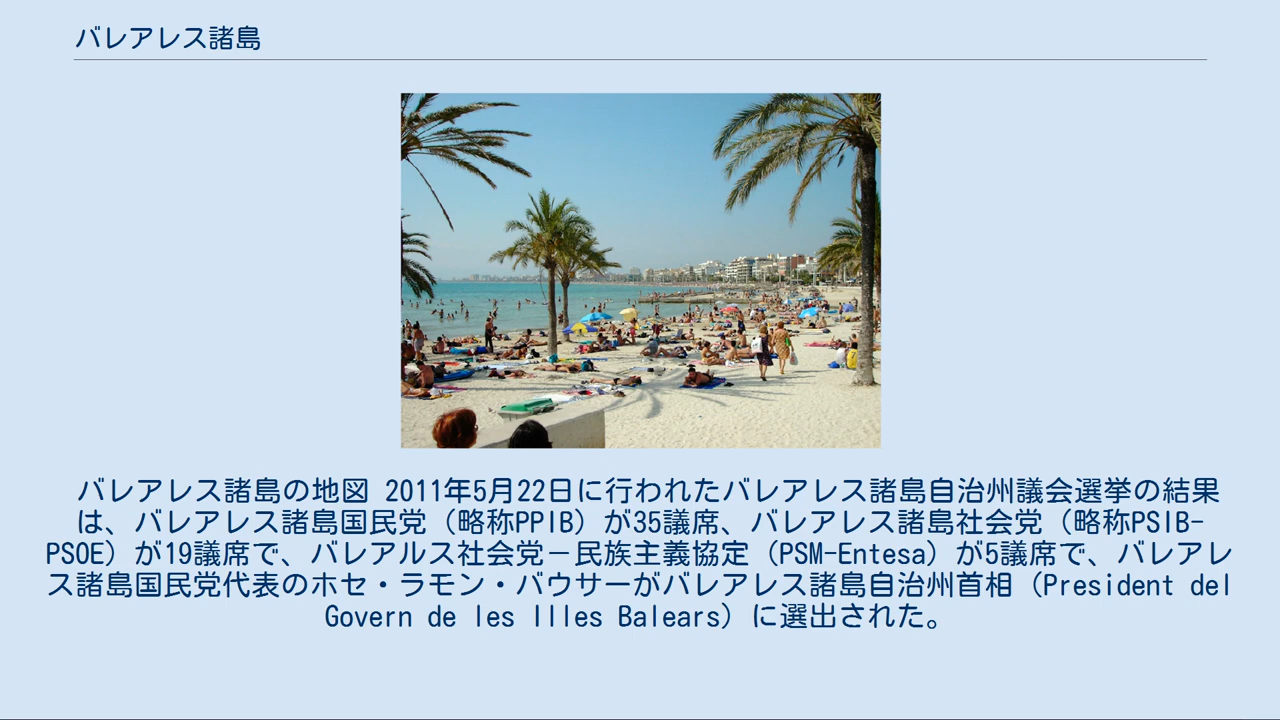 バレアレス諸島
バレアレス諸島の地図 2011年5月22日に行われたバレアレス諸島自治州議会選挙の結果
は、バレアレス諸島国民党（略称PPIB）が35議席、バレアレス諸島社会党（略称PSIB-
PSOE）が19議席で、バレアルス社会党－民族主義協定（PSM-Entesa）が5議席で、バレアレ
ス諸島国民党代表のホセ・ラモン・バウサーがバレアレス諸島自治州首相（President del
Govern de les Illes Balears）に選出された。